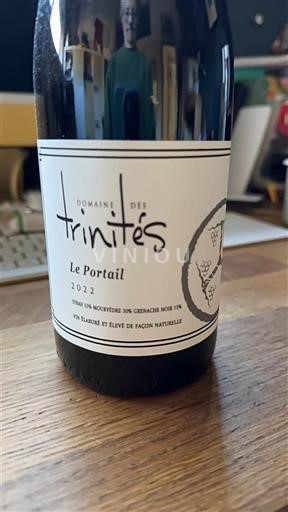 DOMAINE DES
trinités
VINIOU
Le Portail
2022
SYRAH 55% MOURVÈDRE 30% GRENACHE NOIR 15%
VIN ÉLABORÉ ET ÉLEVÉ DE FAÇON NATURELLE